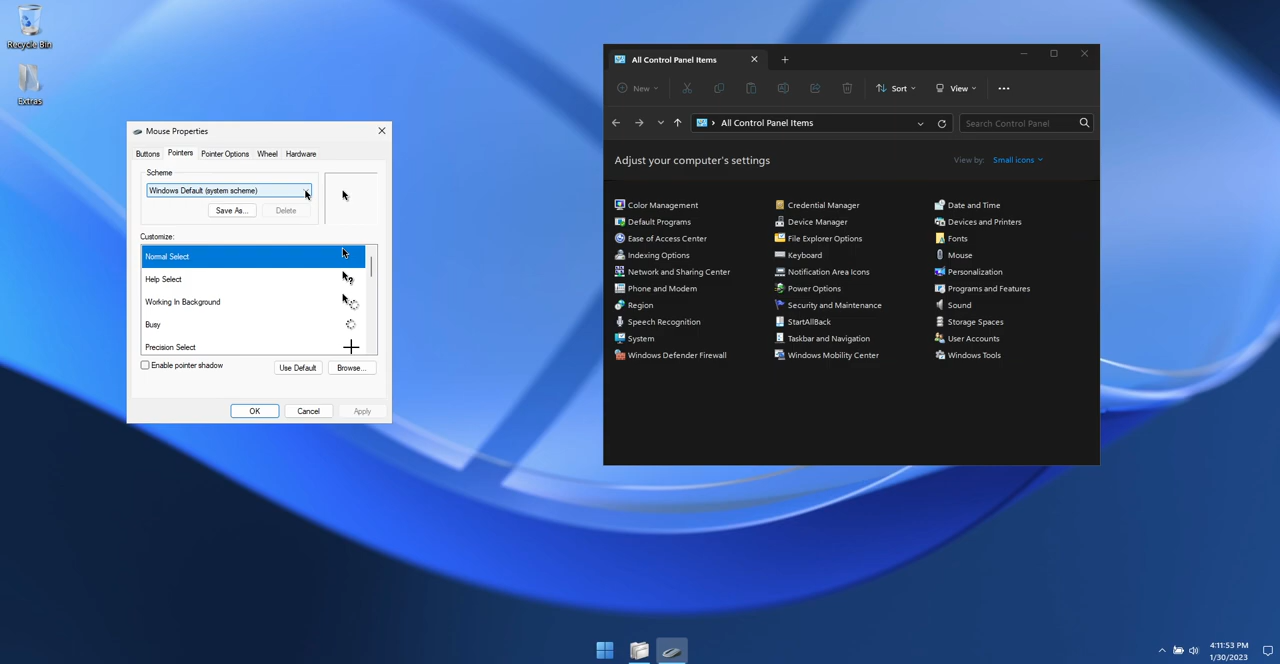 Recycle Bin
Extras
Mouse Properties
Buttons Pointers Pointer Options Wheel Hardware
Scheme
Windows Default (system scheme)
Save As... Delete
Customize:
Normal Select
Help Select
Working In Background
Busy
Precision Select
Enable pointer shadow
Use Default Browse...
OK Cancel Apply
All Control Panel Items
New Sort View
All Control Panel Items Search Control Panel
Adjust your computer's settings View by: Small icons
Color Management Credential Manager Date and Time
Default Programs Device Manager Devices and Printers
Ease of Access Center File Explorer Options Fonts
Indexing Options Keyboard Mouse
Network and Sharing Center Notification Area Icons Personalization
Phone and Modem Power Options Programs and Features
Region Security and Maintenance Sound
Speech Recognition StartAllBack Storage Spaces
System Taskbar and Navigation User Accounts
Windows Defender Firewall Windows Mobility Center Windows Tools
4:11:53 PM
1/30/2023